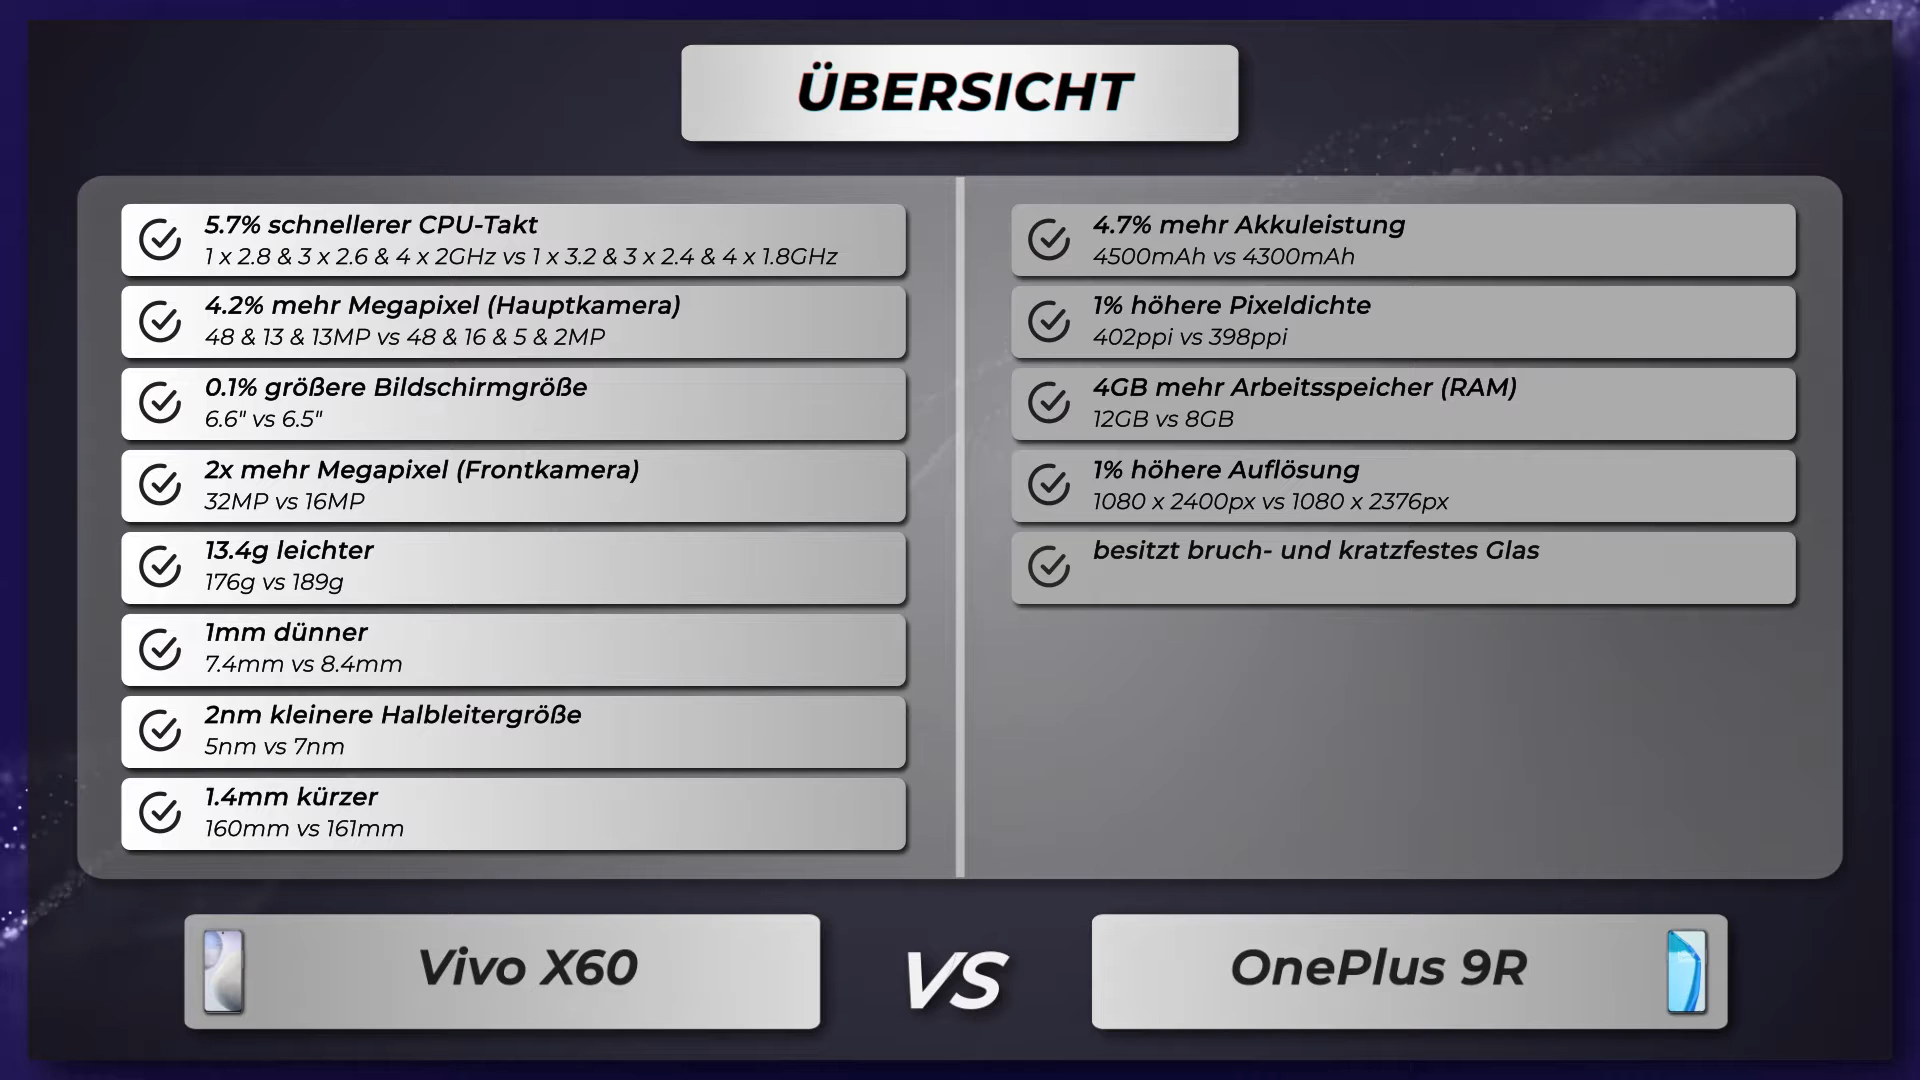 ÜBERSICHT
5.7% schnellerer CPU-Takt
1 x 2.8 & 3 x 2.6 & 4 x 2GHz vs 1 x 3.2 & 3 x 2.4 & 4 x 1.8GHz
4.2% mehr Megapixel (Hauptkamera)
48 & 13 & 13MP vs 48 & 16 & 5 & 2MP
0.1% größere Bildschirmgröße
6.6" vs 6.5"
2x mehr Megapixel (Frontkamera)
32MP vs 16MP
13.4g leichter
176g vs 189g
1mm dünner
7.4mm vs 8.4mm
2nm kleinere Halbleitergröße
5nm vs 7nm
1.4mm kürzer
160mm vs 161mm
4.7% mehr Akkuleistung
4500mAh vs 4300mAh
1% höhere Pixeldichte
402ppi vs 398ppi
4GB mehr Arbeitsspeicher (RAM)
12GB vs 8GB
1% höhere Auflösung
1080 x 2400px vs 1080 x 2376px
besitzt bruch- und kratzfestes Glas
Vivo X60
VS
OnePlus 9R